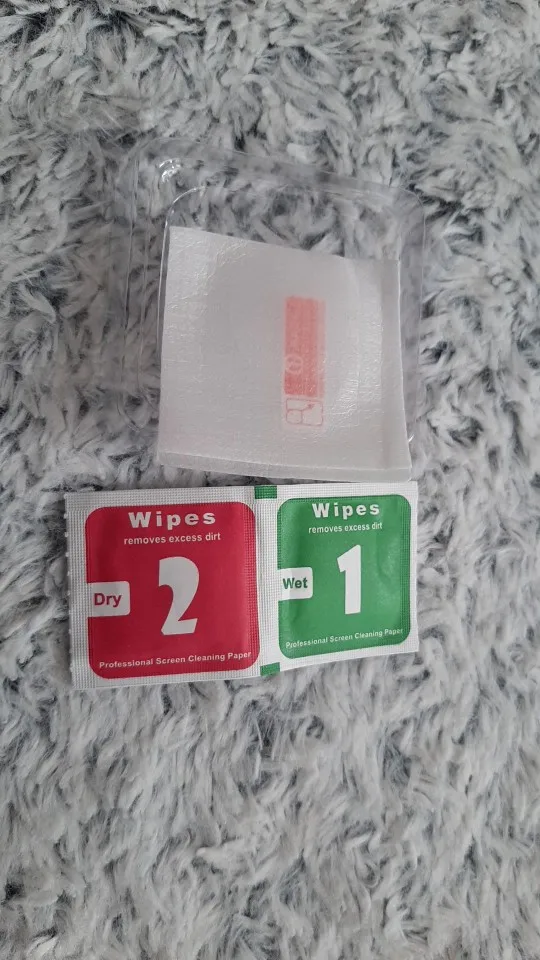 Wipes
removes excess dirt
2
Dry
Professional Screen Cleaning Paper
Wipes
removes excess dirt
1
Wet
Professional Screen Cleaning Paper